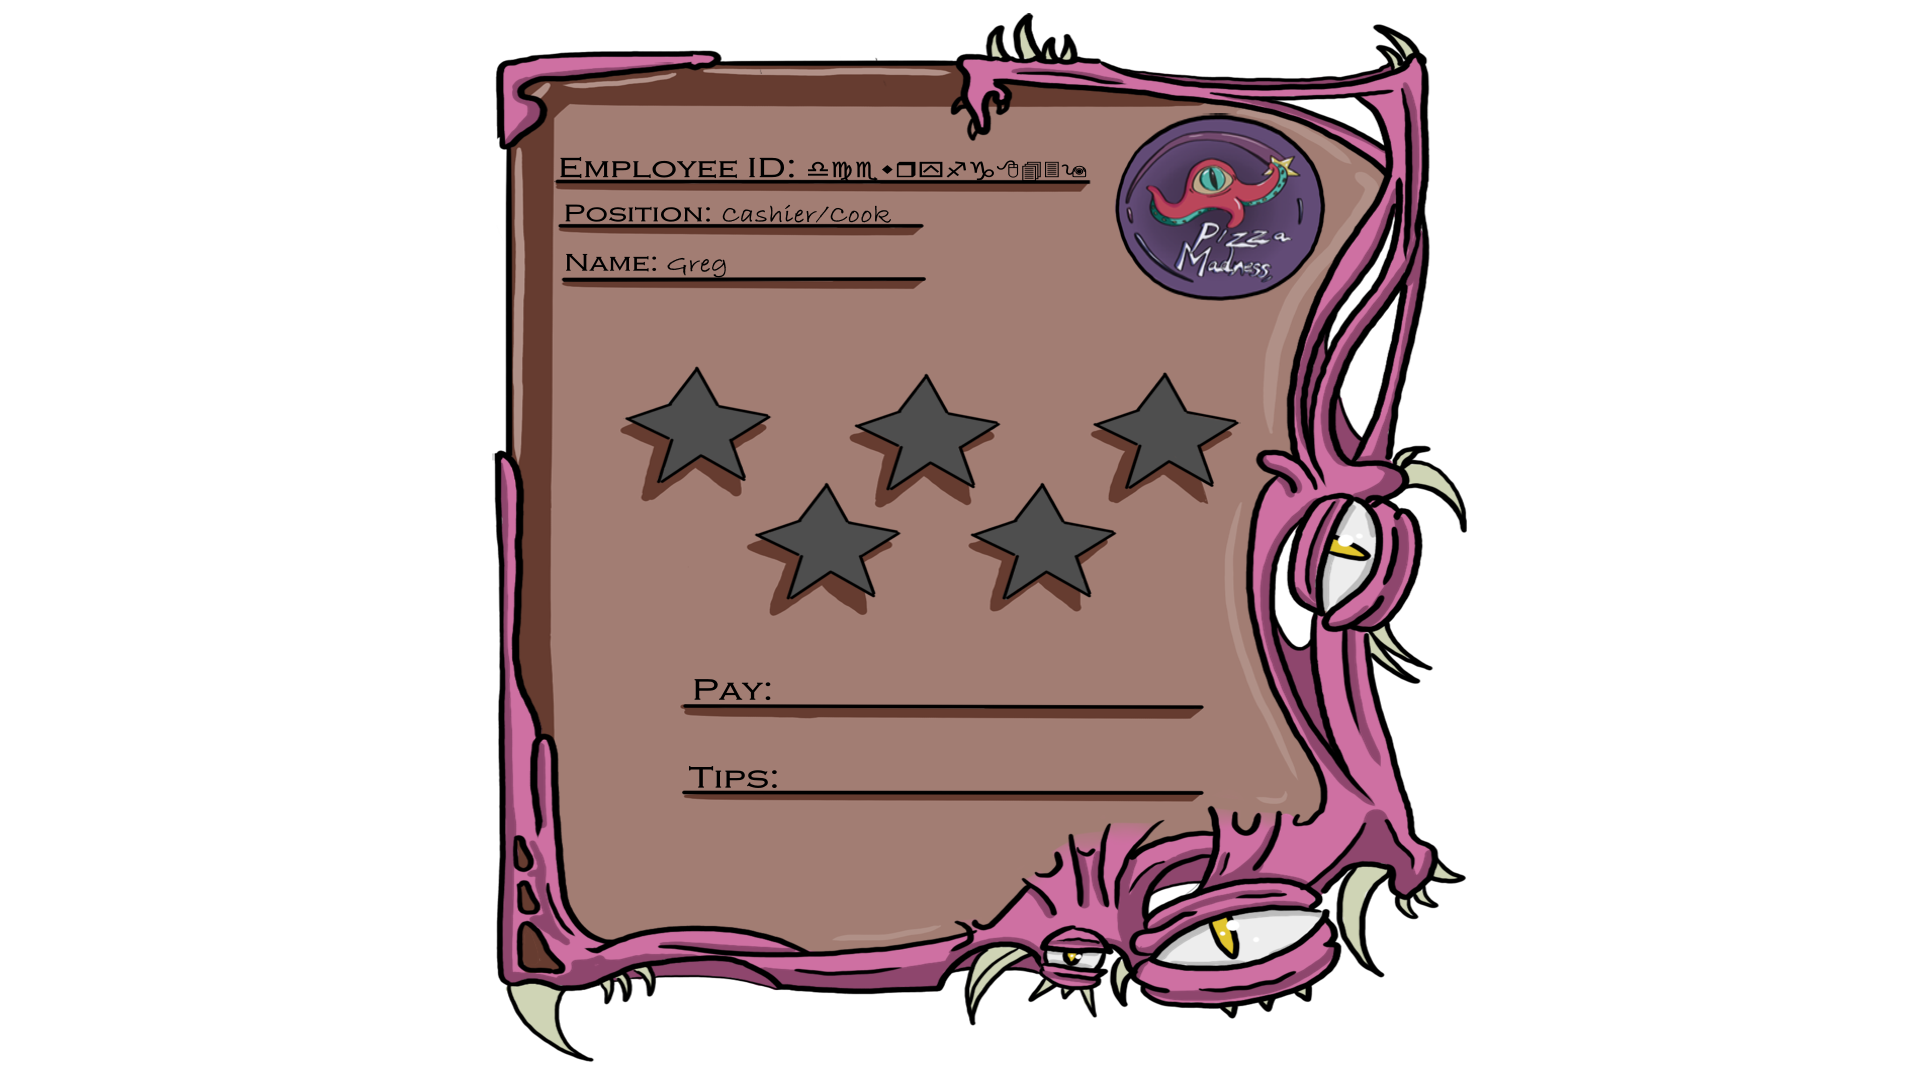 Employee ID: ♎♍♏⬥❒⍓♐♑🖰🗐🗏🖜
Position: Cashier/Cook
Name: Greg
Pizza
Madness
Pay:
Tips: